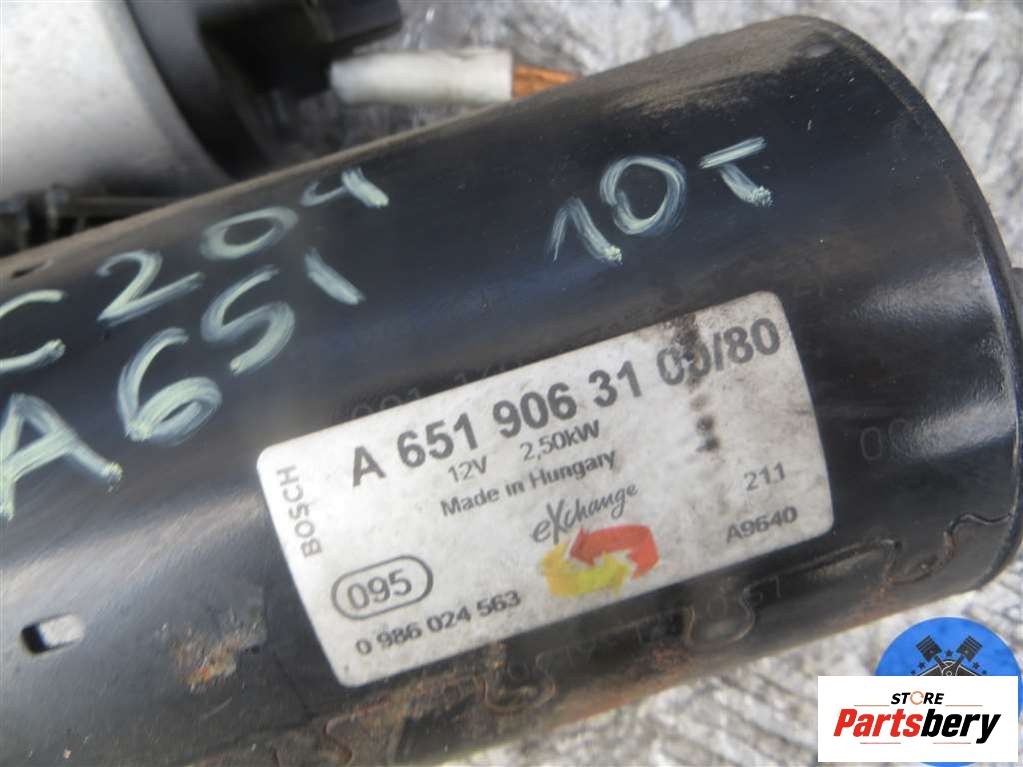 C204 10T
A651
A 651 906 31 00/80
12V 2,50kW
Made in Hungary
BOSCH
eXchange
211
A9640
095
0 986 024 563
STORE
Partsbery